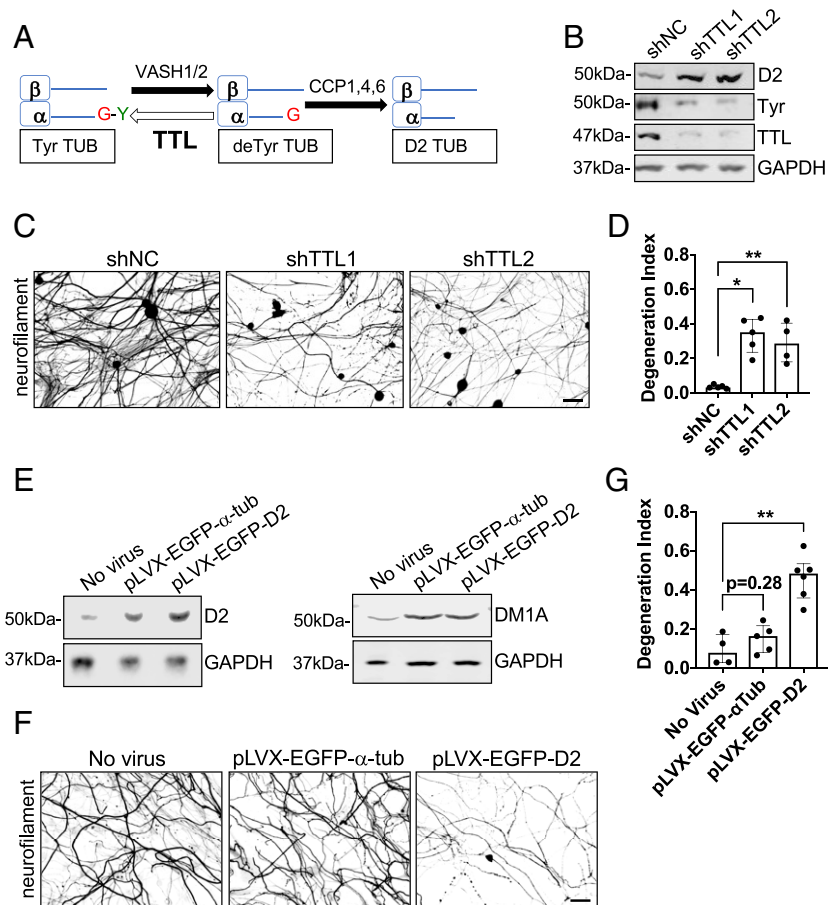 A
β
VASH1/2
β
CCP1,4,6
β
α
G-Y
α
G
α
TTL
Tyr TUB
deTyr TUB
D2 TUB
B
shNC
shTTL1
shTTL2
50kDa-
D2
50kDa-
Tyr
47kDa-
TTL
37kDa-
GAPDH
C
shNC
shTTL1
shTTL2
neurofilament
D
Degeneration Index
0.8
0.6
0.4
0.2
0.0
**
*
shNC
shTTL1
shTTL2
E
No virus
pLVX-EGFP-α-tub
pLVX-EGFP-D2
50kDa-
D2
37kDa-
GAPDH
No virus
pLVX-EGFP-α-tub
pLVX-EGFP-D2
50kDa-
DM1A
37kDa-
GAPDH
G
Degeneration Index
0.8
0.6
0.4
0.2
0.0
**
p=0.28
No Virus
pLVX-EGFP-αTub
pLVX-EGFP-D2
F
No virus
pLVX-EGFP-α-tub
pLVX-EGFP-D2
neurofilament